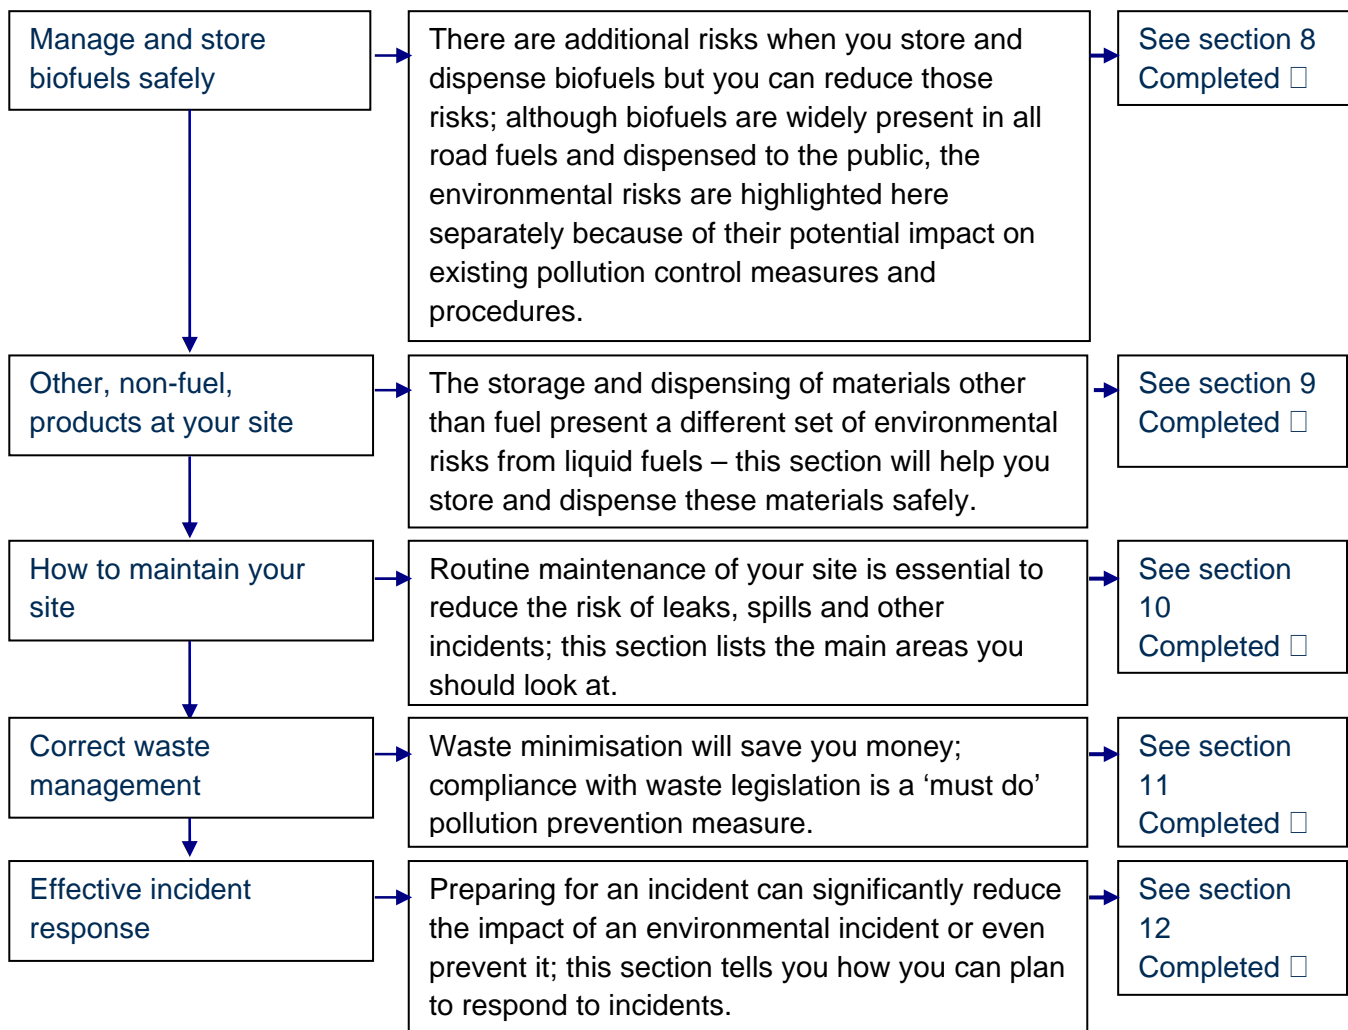 Manage and store
biofuels safely
There are additional risks when you store and
dispense biofuels but you can reduce those
risks; although biofuels are widely present in all
road fuels and dispensed to the public, the
environmental risks are highlighted here
separately because of their potential impact on
existing pollution control measures and
procedures.
See section 8
Completed □
Other, non-fuel,
products at your site
The storage and dispensing of materials other
than fuel present a different set of environmental
risks from liquid fuels – this section will help you
store and dispense these materials safely.
See section 9
Completed □
How to maintain your
site
Routine maintenance of your site is essential to
reduce the risk of leaks, spills and other
incidents; this section lists the main areas you
should look at.
See section
10
Completed □
Correct waste
management
Waste minimisation will save you money;
compliance with waste legislation is a ‘must do’
pollution prevention measure.
See section
11
Completed □
Effective incident
response
Preparing for an incident can significantly reduce
the impact of an environmental incident or even
prevent it; this section tells you how you can plan
to respond to incidents.
See section
12
Completed □